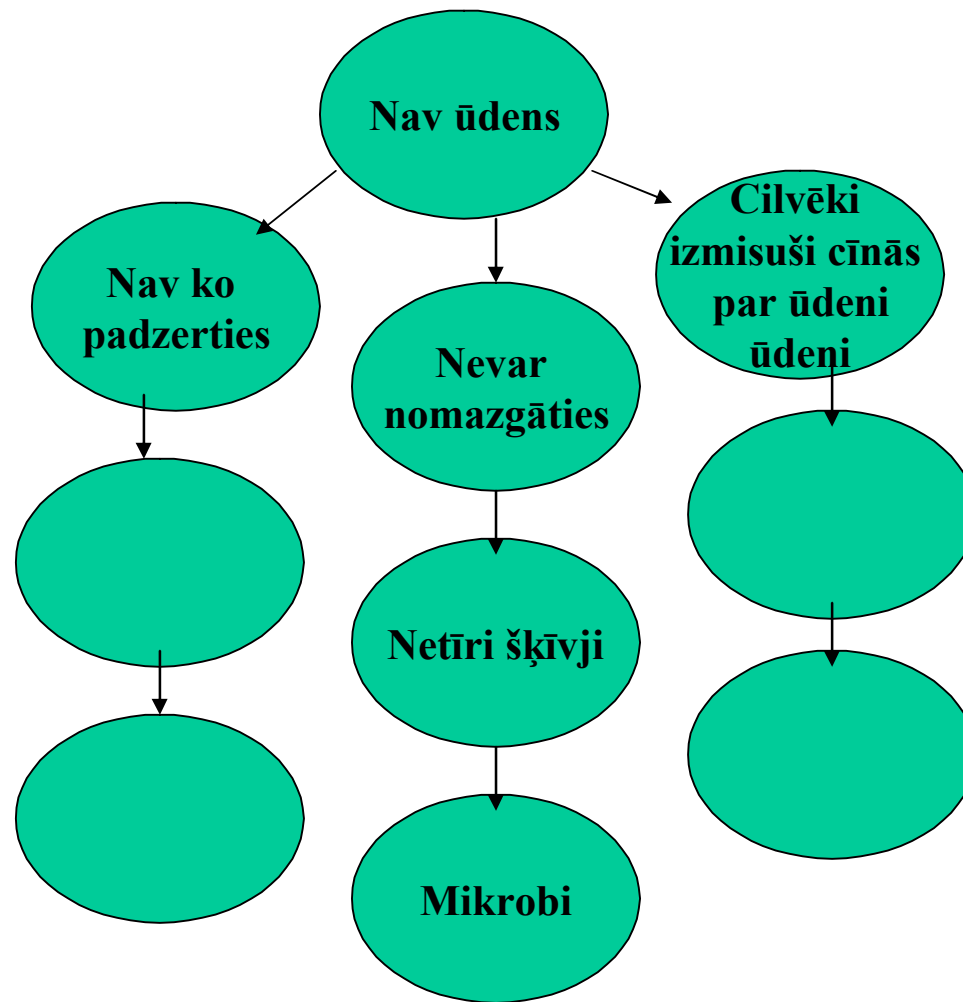 Nav ūdens
Nav ko
padzerties
Nevar
nomazgāties
Cilvēki
izmisuši cīnās
par ūdeni
ūdeni
Netīri šķīvji
Mikrobi